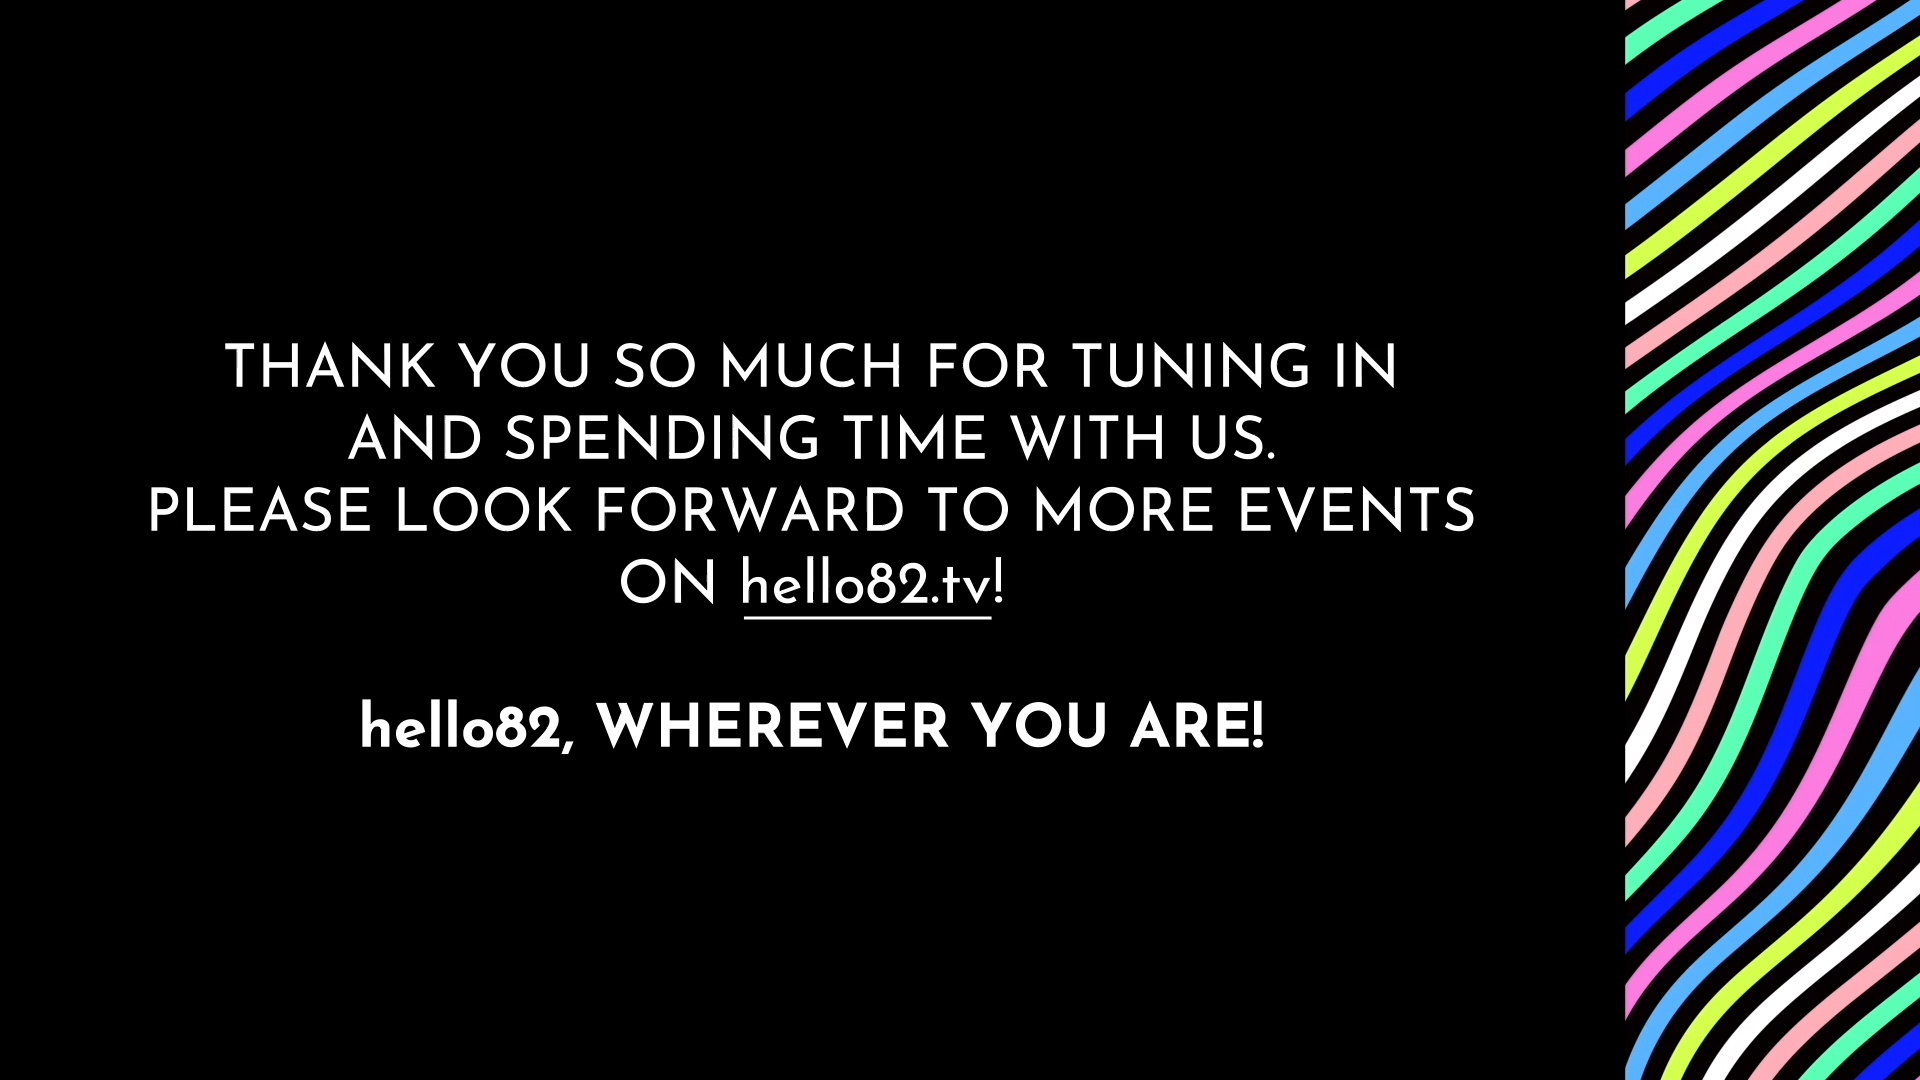 THANK YOU SO MUCH FOR TUNING IN
AND SPENDING TIME WITH US.
PLEASE LOOK FORWARD TO MORE EVENTS
ON hello82.tv!
hello82, WHEREVER YOU ARE!